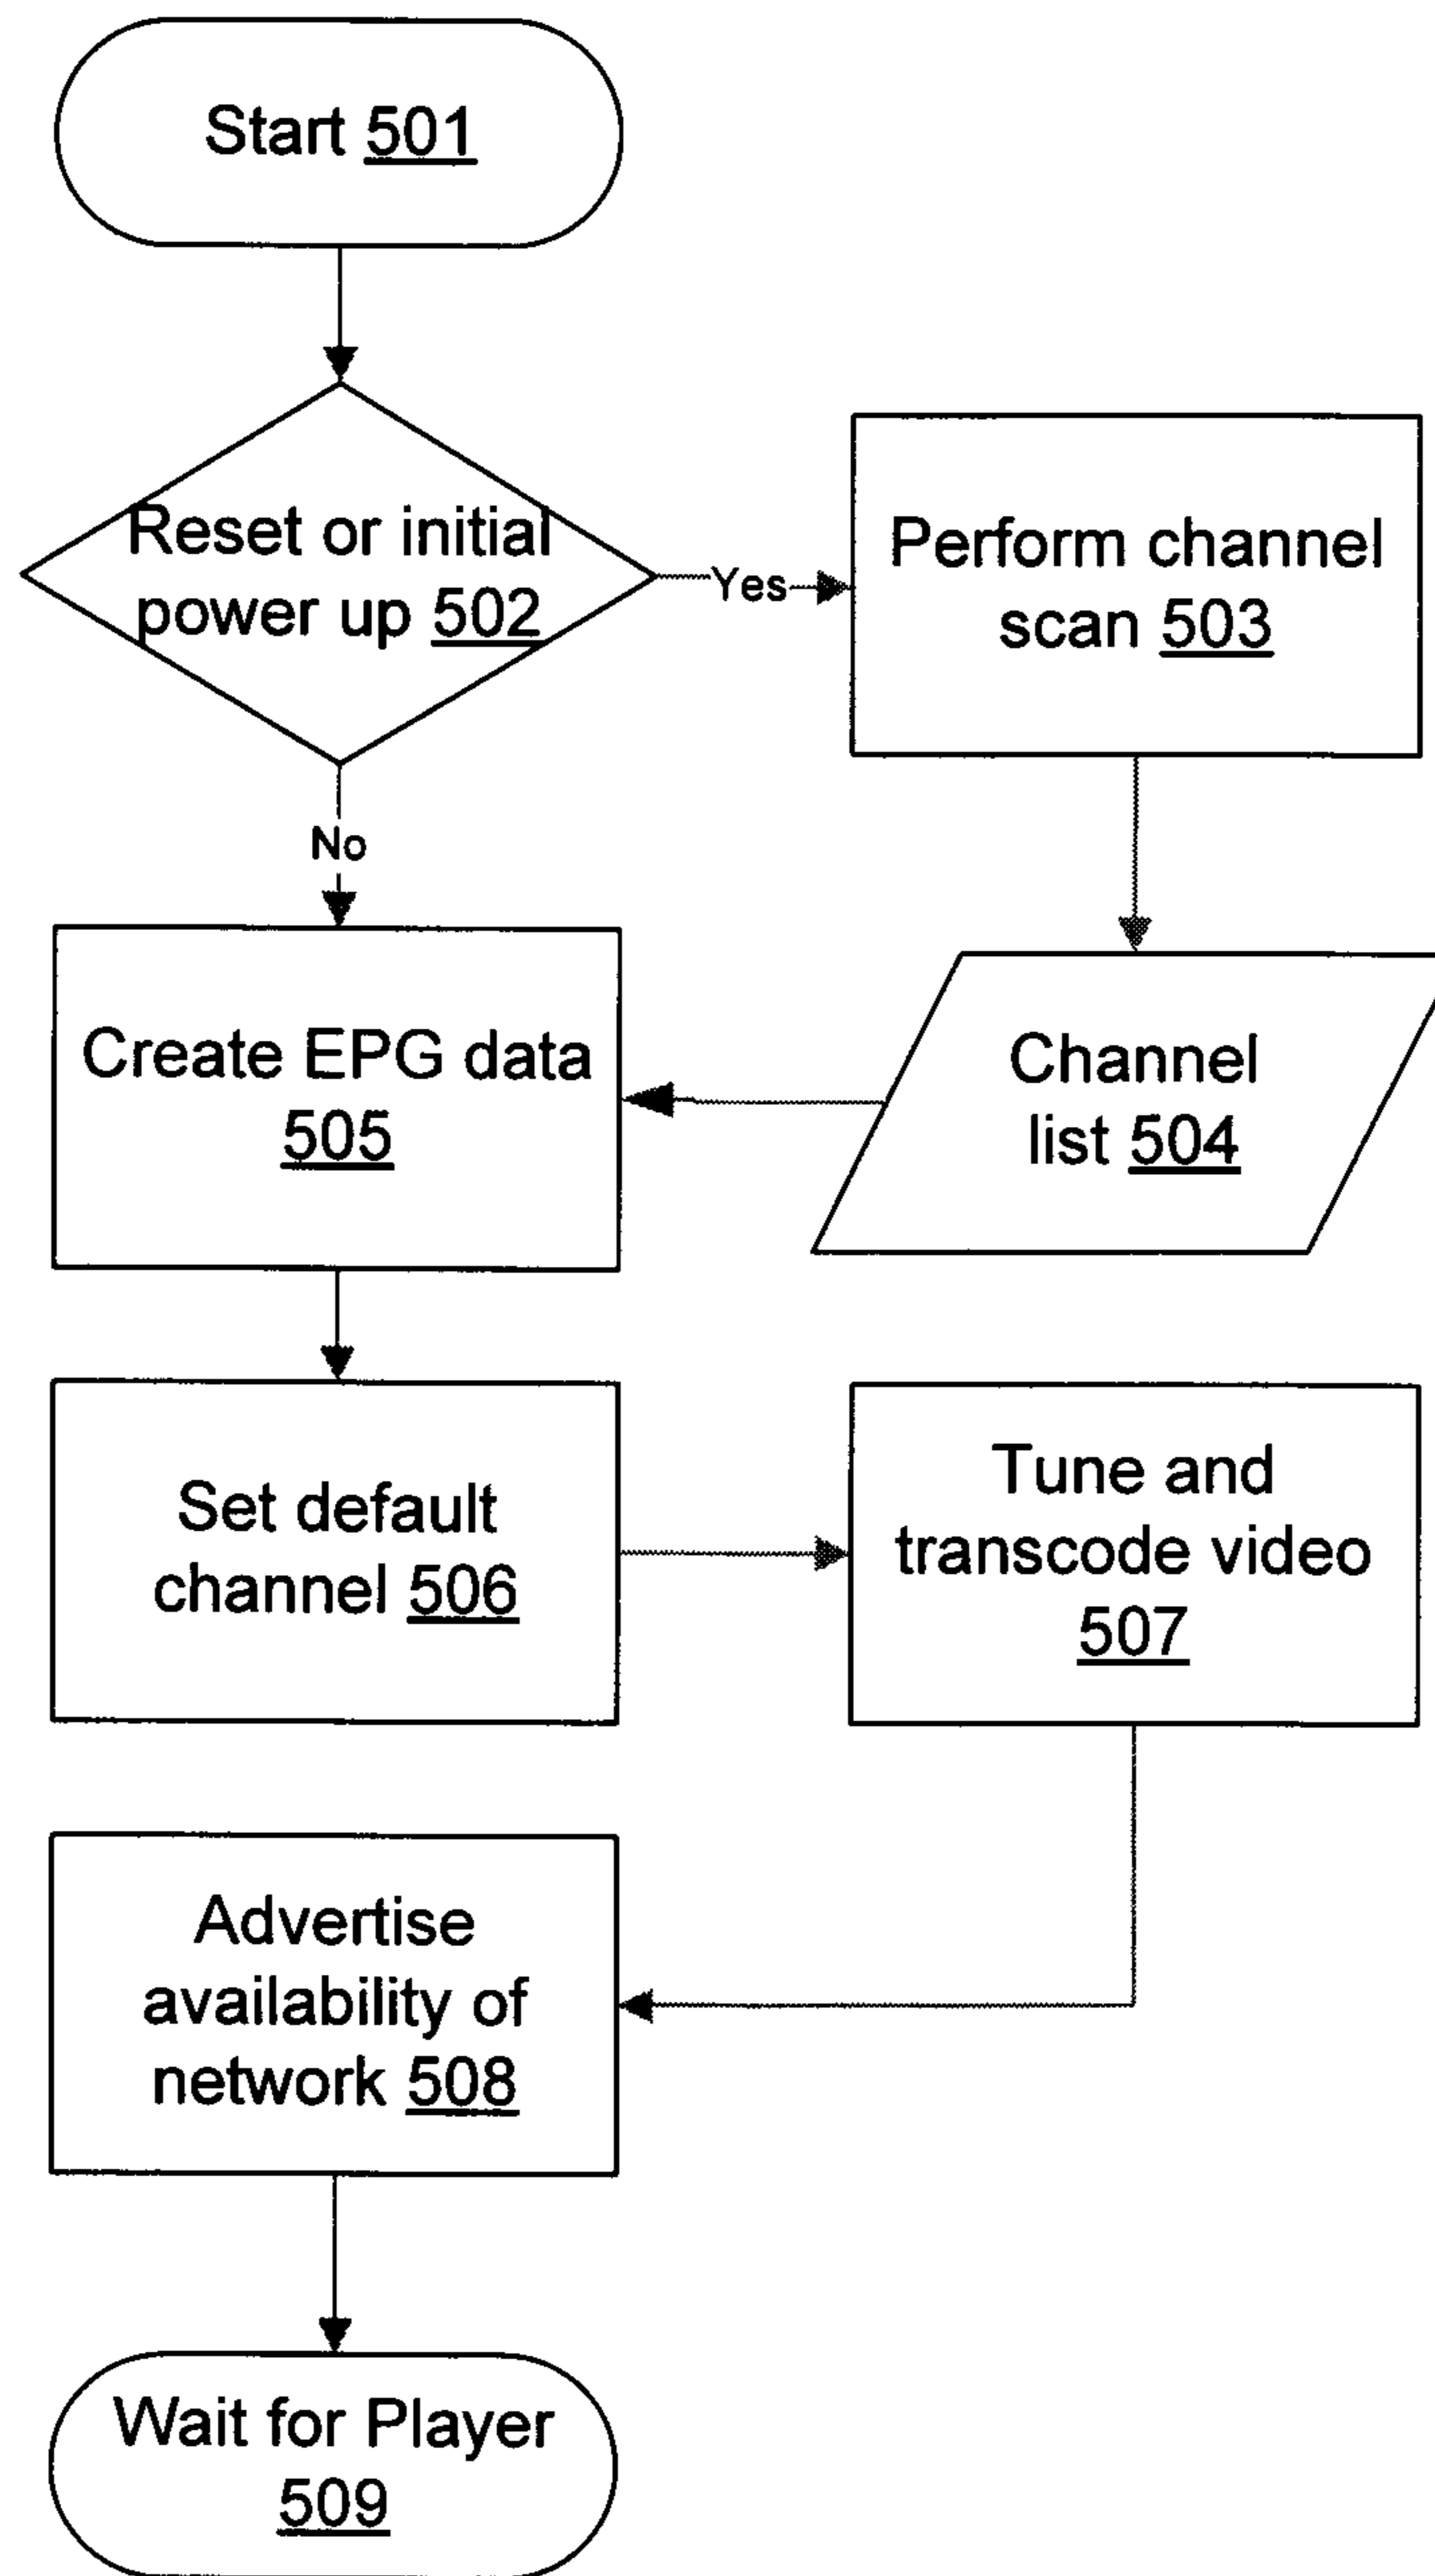 Start 501
Reset or initial
power up 502
Yes
Perform channel
scan 503
No
Channel
list 504
Create EPG data
505
Set default
channel 506
Tune and
transcode video
507
Advertise
availability of
network 508
Wait for Player
509